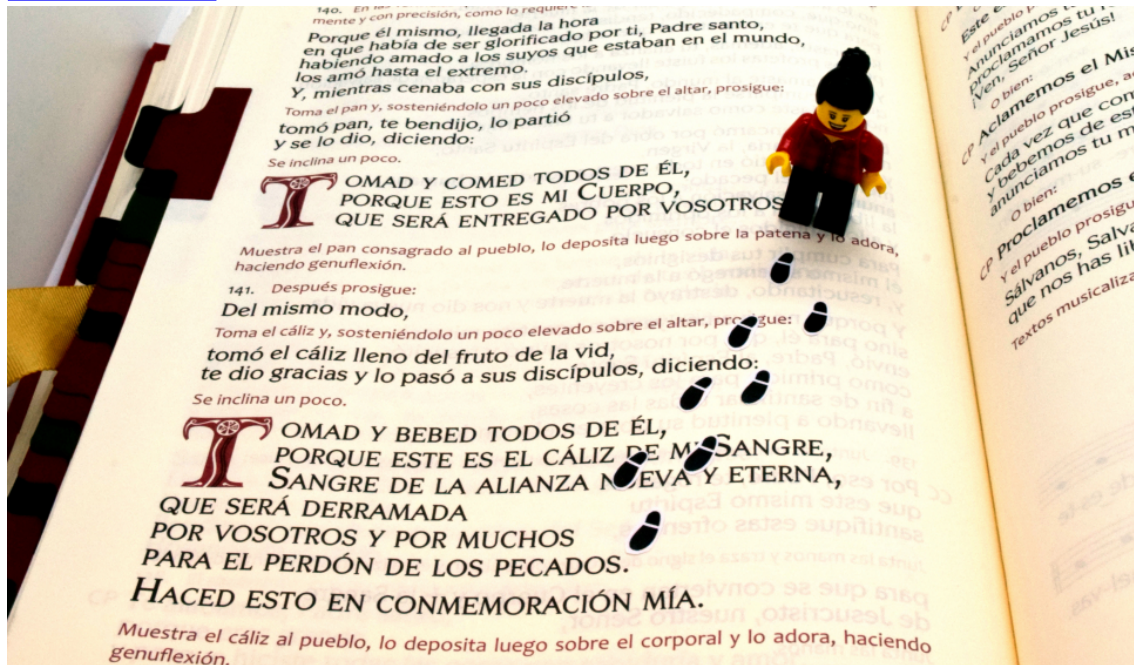 140. En las
mente y con precisión, como lo requiere l
Porque él mismo, llegada la hora
en que había de ser glorificado por ti, Padre santo,
habiendo amado a los suyos que estaban en el mundo,
los amó hasta el extremo.
Y, mientras cenaba con sus discípulos,
Toma el pan y, sosteniéndolo un poco elevado sobre el altar, prosigue:
tomó pan, te bendijo, lo partió
y se lo dio, diciendo:
Se inclina un poco.
TOMAD Y COMED TODOS DE ÉL,
PORQUE ESTO ES MI CUERPO,
QUE SERÁ ENTREGADO POR VOSOTROS
Muestra el pan consagrado al pueblo, lo deposita luego sobre la patena y lo adora,
haciendo genuflexión.
141. Después prosigue:
Del mismo modo,
Toma el cáliz y, sosteniéndolo un poco elevado sobre el altar, prosigue:
tomó el cáliz lleno del fruto de la vid,
te dio gracias y lo pasó a sus discípulos, diciendo:
Se inclina un poco.
TOMAD Y BEBED TODOS DE ÉL,
PORQUE ESTE ES EL CÁLIZ DE MI SANGRE,
SANGRE DE LA ALIANZA NUEVA Y ETERNA,
QUE SERÁ DERRAMADA
POR VOSOTROS Y POR MUCHOS
PARA EL PERDÓN DE LOS PECADOS.
HACED ESTO EN CONMEMORACIÓN MÍA.
Muestra el cáliz al pueblo, lo deposita luego sobre el corporal y lo adora, haciendo
genuflexión.
CP Este e
Y el pueblo p
Anunciamos tu
proclamamos tu
¡Ven, Señor Jesús!
O bien:
CP Aclamemos el Mis
Y el pueblo prosigue, a
Cada vez que com
y bebemos de es
anunciamos tu m
O bien:
CP Proclamemos e
Y el pueblo prosigu
Sálvanos, Salva
que nos has lib
Textos musicaliza